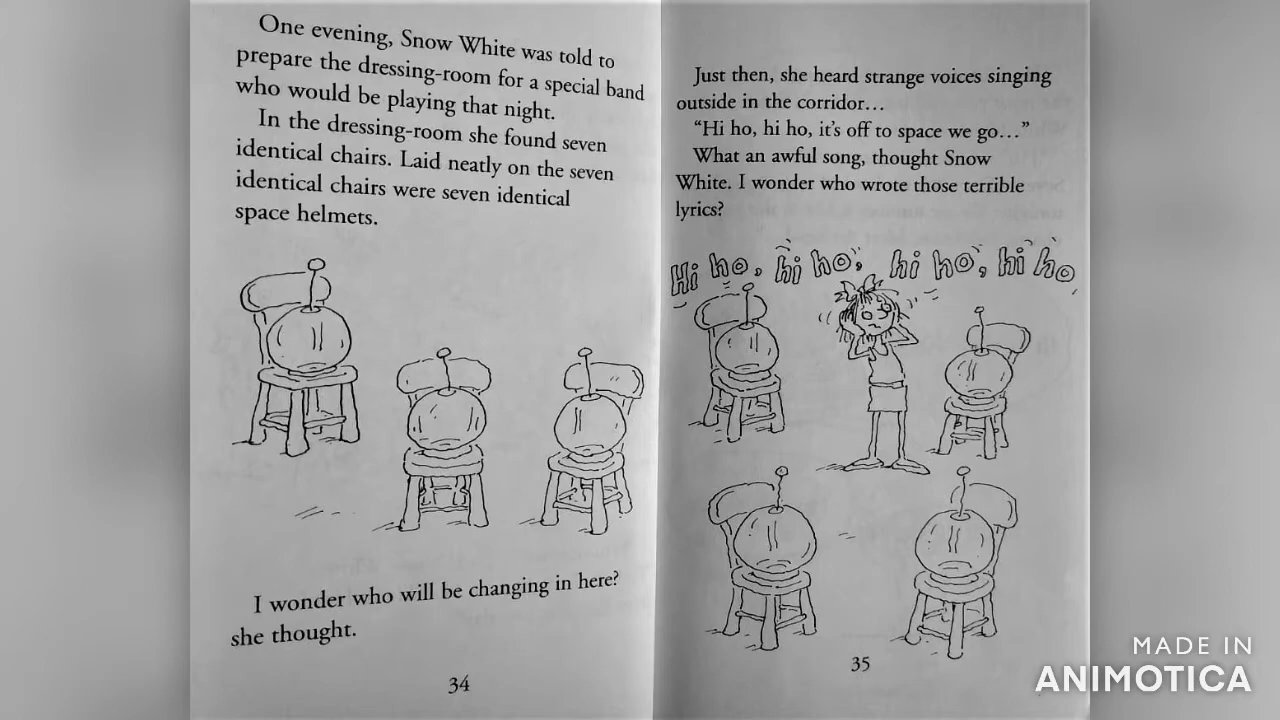 One evening, Snow White was told to
prepare the dressing-room for a special band
who would be playing that night.
In the dressing-room she found seven
identical chairs. Laid neatly on the seven
identical chairs were seven identical
space helmets.
I wonder who will be changing in here?
she thought.
34
Just then, she heard strange voices singing
outside in the corridor…
“Hi ho, hi ho, it’s off to space we go…”
What an awful song, thought Snow
White. I wonder who wrote those terrible
lyrics?
Hi ho, hi ho, hi ho, hi ho,
35
MADE IN
ANIMOTICA